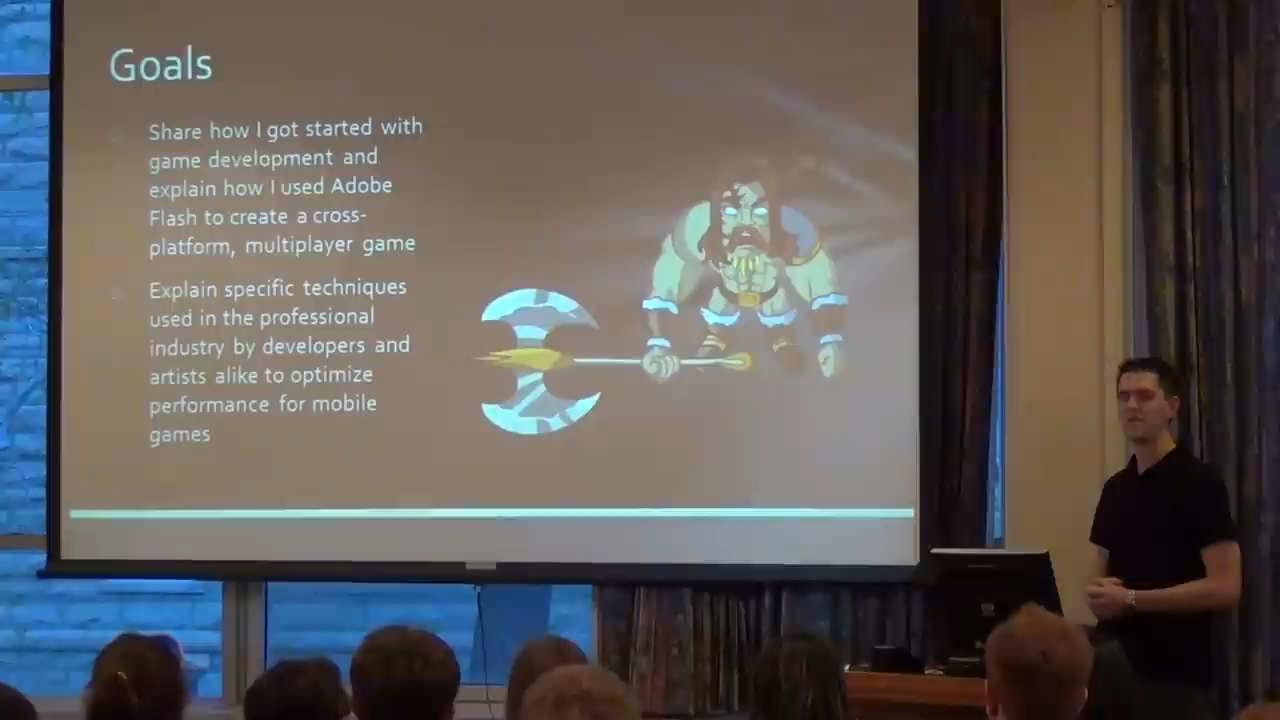 Goals
Share how I got started with
game development and
explain how I used Adobe
Flash to create a cross-
platform, multiplayer game
Explain specific techniques
used in the professional
industry by developers and
artists alike to optimize
performance for mobile
games